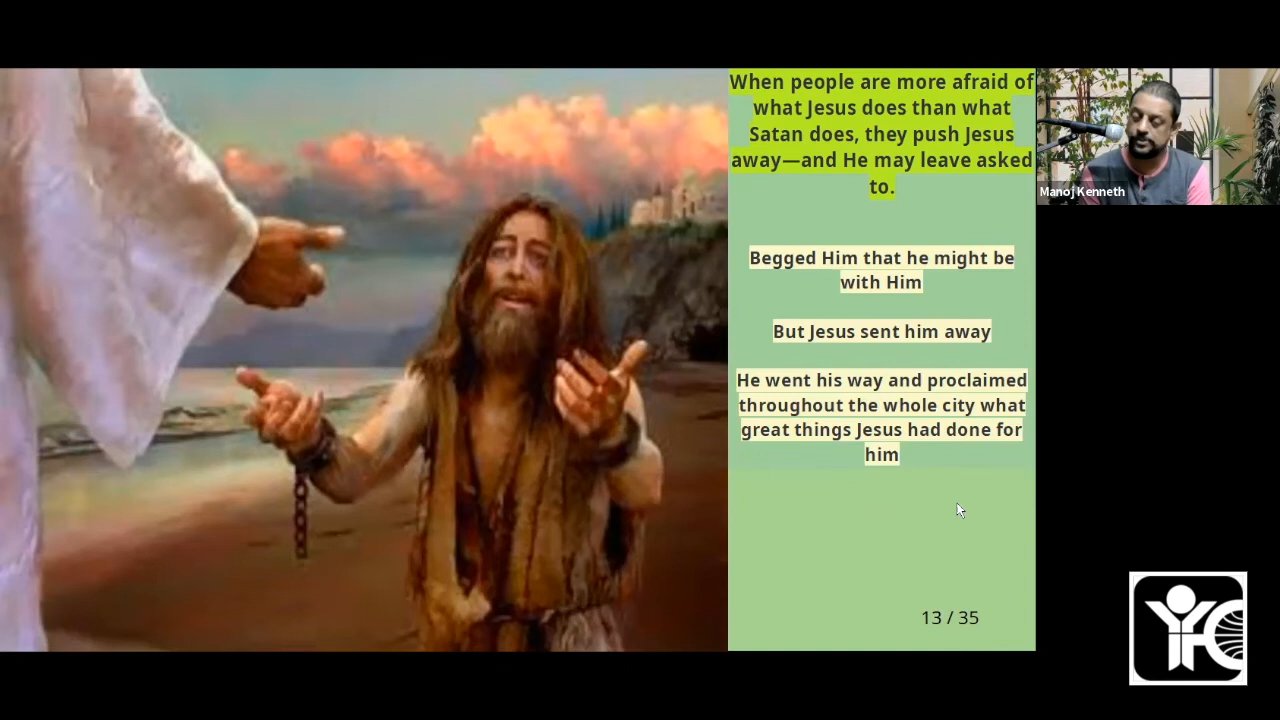 When people are more afraid of
what Jesus does than what
Satan does, they push Jesus
away—and He may leave asked
to.
Begged Him that he might be
with Him
But Jesus sent him away
He went his way and proclaimed
throughout the whole city what
great things Jesus had done for
him
13 / 35
Manoj Kenneth
YFC